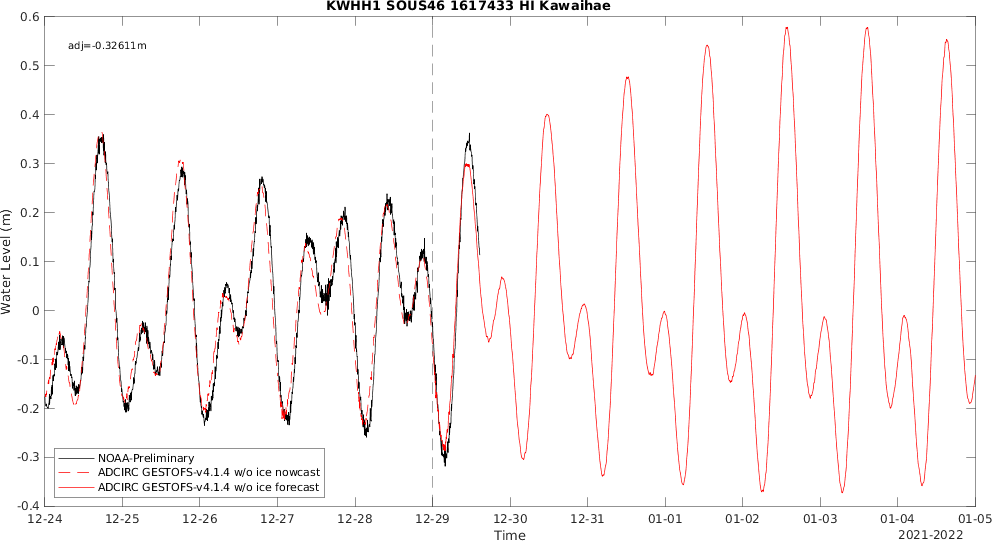 KWHH1 SOUS46 1617433 HI Kawaihae
0.6
adj=-0.32611m
0.5
0.4
0.3
0.2
0.1
0
-0.1
-0.2
-0.3
-0.4
Water Level (m)
NOAA-Preliminary
ADCIRC GESTOFS-v4.1.4 w/o ice nowcast
ADCIRC GESTOFS-v4.1.4 w/o ice forecast
12-24 12-25 12-26 12-27 12-28 12-29 12-30 12-31 01-01 01-02 01-03 01-04 01-05
Time
2021-2022